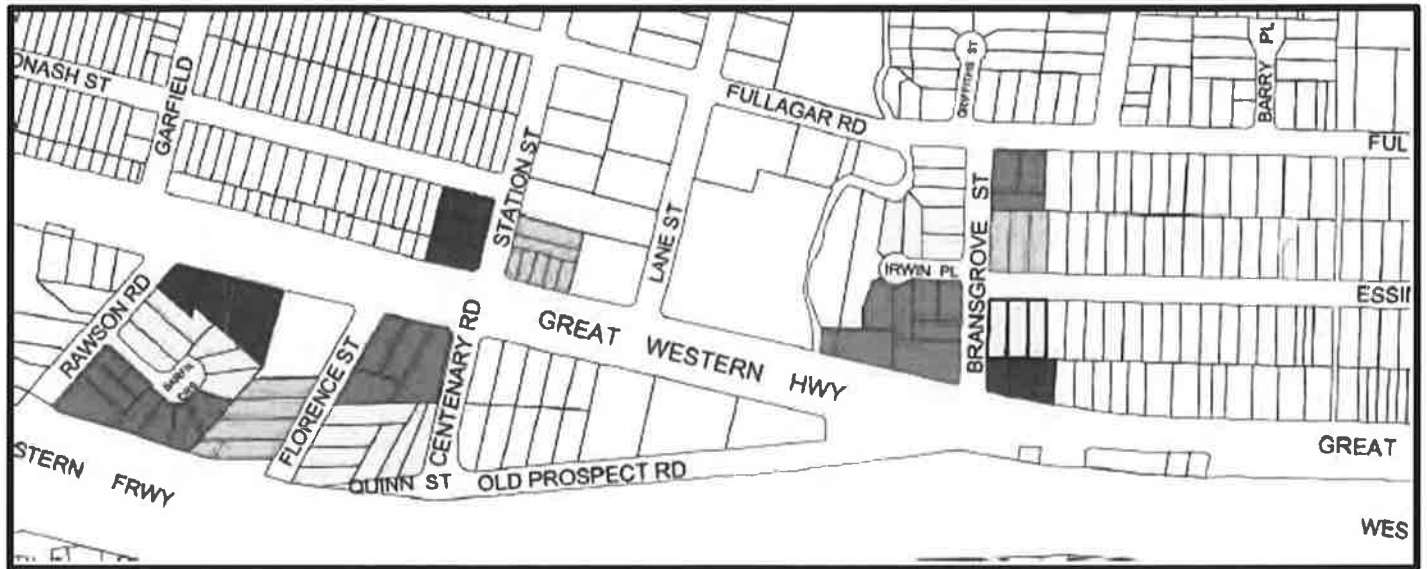 ONASH ST
GARFIELD
STATION ST
FULLAGAR RD
GRIFFITHS ST
BARRY PL
FUL
LANE ST
IRWIN PL
BRANSGROVE ST
ESSIN
RAWSON RD
FLORENCE ST
CENTENARY RD
GREAT WESTERN HWY
QUINN ST
OLD PROSPECT RD
GREAT
STERN FRWY
WES